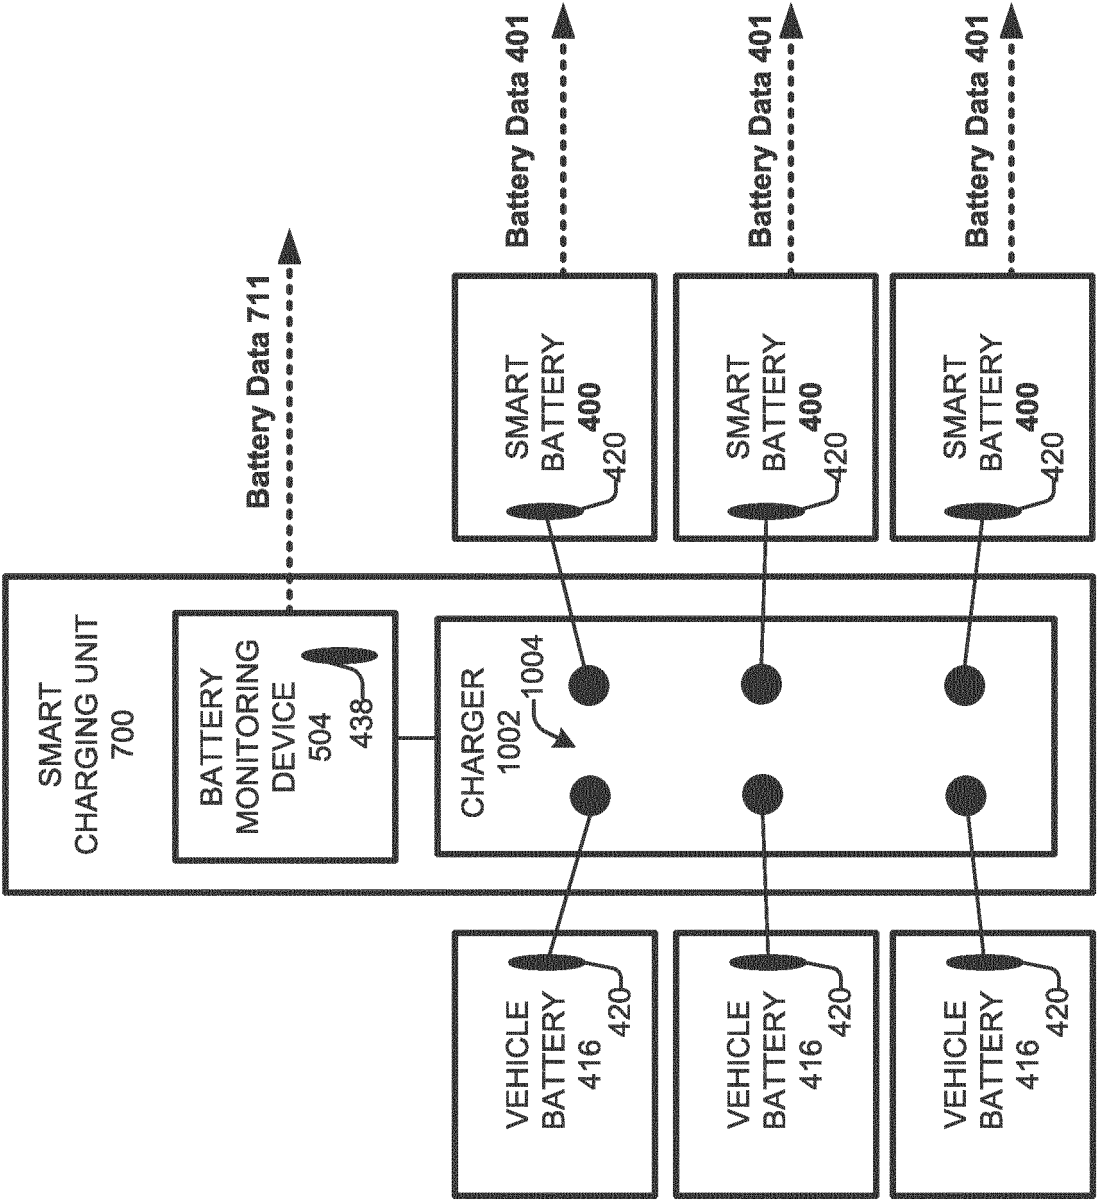 SMART
CHARGING UNIT
700
BATTERY
MONITORING
DEVICE
504
438
Battery Data 711
CHARGER
1002
1004
VEHICLE
BATTERY
416
420
SMART
BATTERY
400
420
Battery Data 401
VEHICLE
BATTERY
416
420
SMART
BATTERY
400
420
Battery Data 401
VEHICLE
BATTERY
416
420
SMART
BATTERY
400
420
Battery Data 401